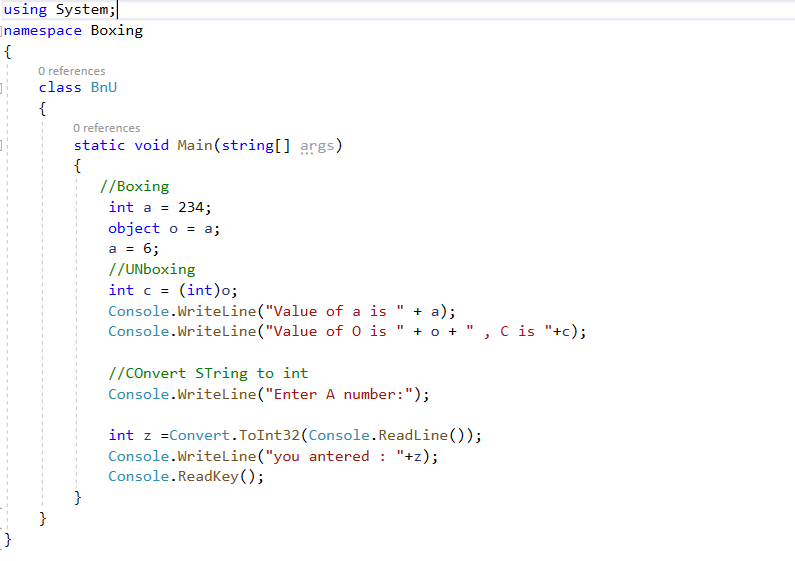 using System;
namespace Boxing
{
0 references
class BnU
{
0 references
static void Main(string[] args)
{
//Boxing
int a = 234;
object o = a;
a = 6;
//UNboxing
int c = (int)o;
Console.WriteLine("Value of a is " + a);
Console.WriteLine("Value of O is " + o + " , C is "+c);
//COnvert STring to int
Console.WriteLine("Enter A number:");
int z =Convert.ToInt32(Console.ReadLine());
Console.WriteLine("you antered : "+z);
Console.ReadKey();
}
}
}